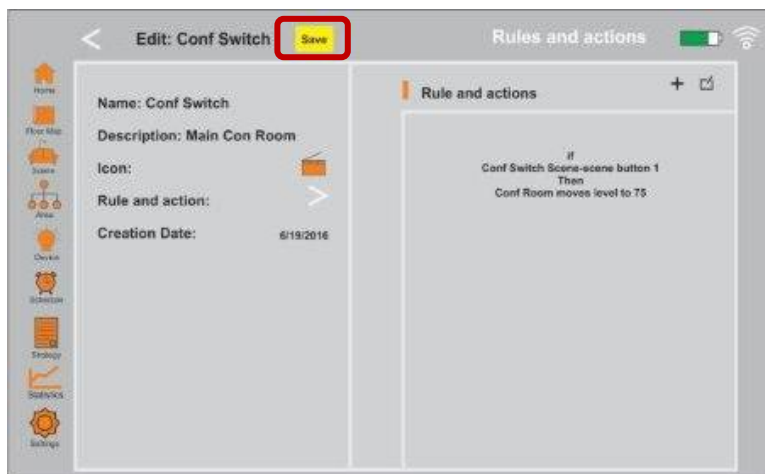 Edit: Conf Switch
Save
Rules and actions
Home
Floor Map
Scene
Area
Device
Schedule
Strategy
Statistics
Settings
Name: Conf Switch
Description: Main Con Room
Icon:
Rule and action:
Creation Date: 6/19/2016
Rule and actions
If
Conf Switch Scene-scene button 1
Then
Conf Room moves level to 75